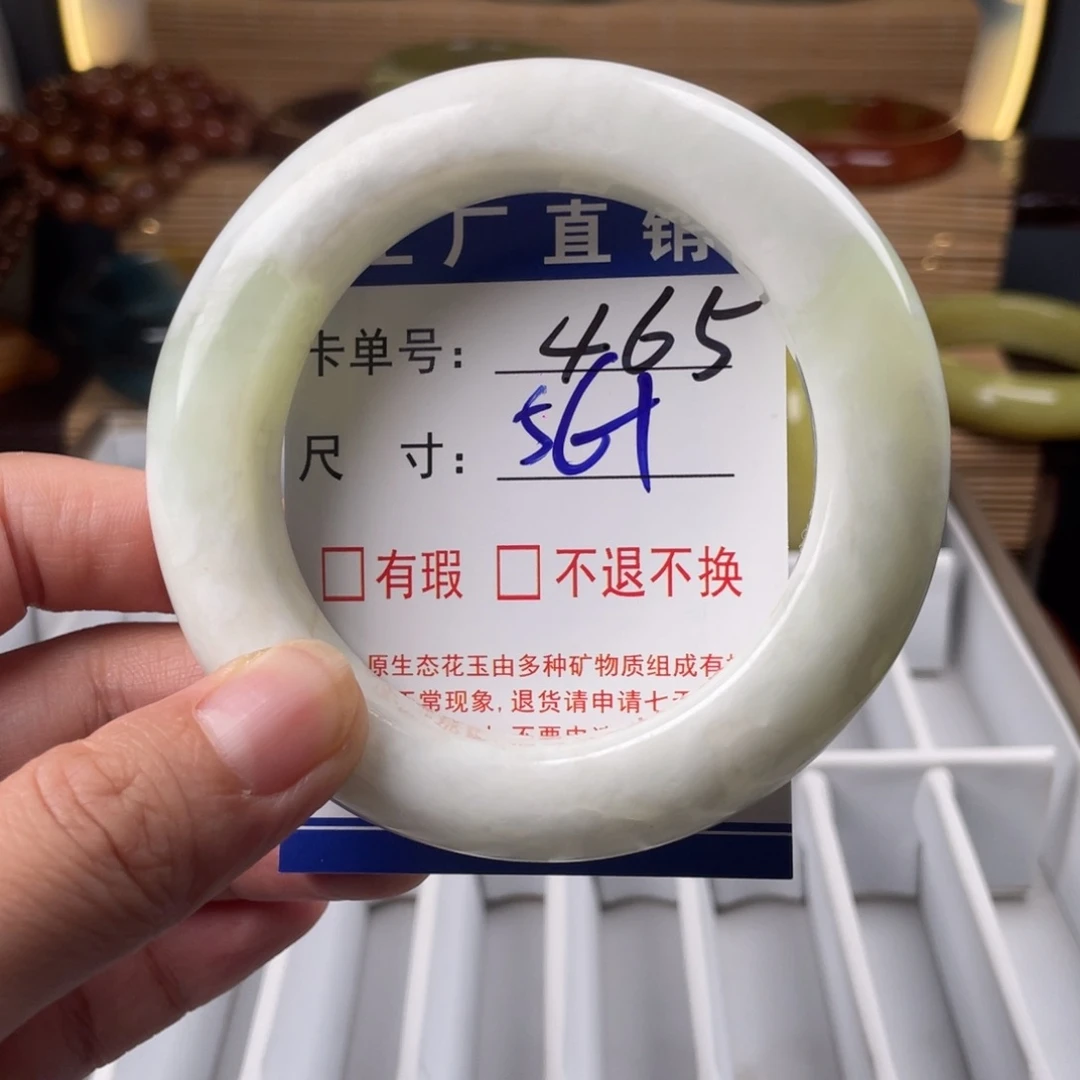 厂直销
卡单号: 465
尺 寸: 56+
□有瑕 □不退不换
原生态花玉由多种矿物质组成有
正常现象,退货请申请七天